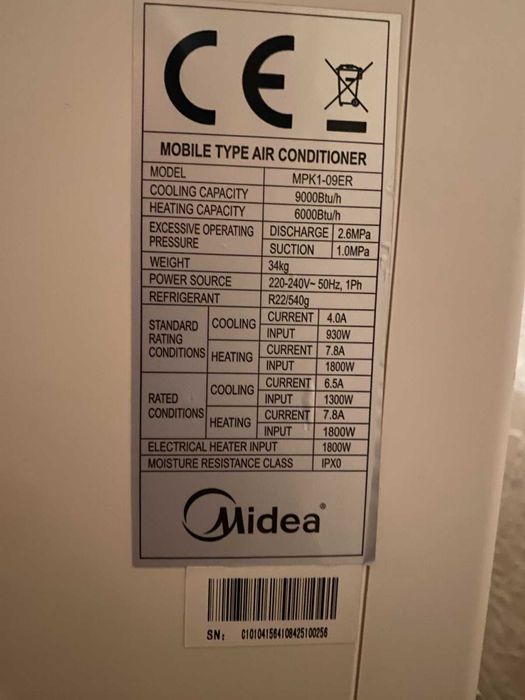 CE
MOBILE TYPE AIR CONDITIONER
MODEL MPK1-09ER
COOLING CAPACITY 9000Btu/h
HEATING CAPACITY 6000Btu/h
EXCESSIVE OPERATING PRESSURE DISCHARGE 2.6MPa
SUCTION 1.0MPa
WEIGHT 34kg
POWER SOURCE 220-240V~ 50Hz, 1Ph
REFRIGERANT R22/540g
STANDARD RATING CONDITIONS COOLING CURRENT 4.0A
INPUT 930W
HEATING CURRENT 7.8A
INPUT 1800W
RATED CONDITIONS COOLING CURRENT 6.5A
INPUT 1300W
HEATING CURRENT 7.8A
INPUT 1800W
ELECTRICAL HEATER INPUT 1800W
MOISTURE RESISTANCE CLASS IPX0
Midea®
SN: C101041564108425100256